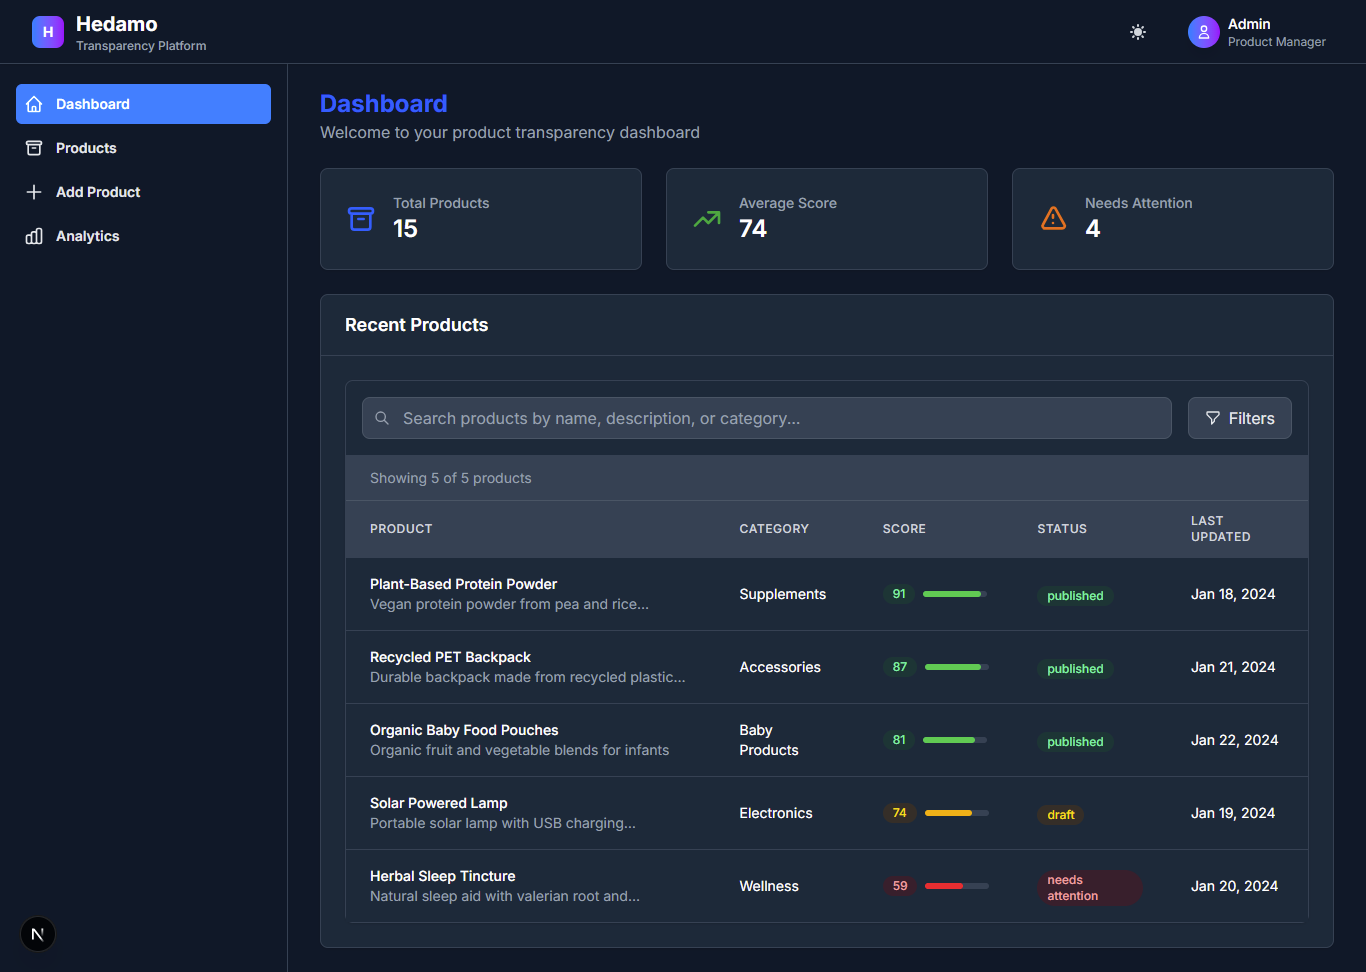 H
Hedamo
Transparency Platform
Admin
Product Manager
Dashboard
Products
Add Product
Analytics
Dashboard
Welcome to your product transparency dashboard
Total Products
15
Average Score
74
Needs Attention
4
Recent Products
Search products by name, description, or category...
Filters
Showing 5 of 5 products
PRODUCT CATEGORY SCORE STATUS LAST UPDATED
Plant-Based Protein Powder
Vegan protein powder from pea and rice...
Supplements
91
published
Jan 18, 2024
Recycled PET Backpack
Durable backpack made from recycled plastic...
Accessories
87
published
Jan 21, 2024
Organic Baby Food Pouches
Organic fruit and vegetable blends for infants
Baby
Products
81
published
Jan 22, 2024
Solar Powered Lamp
Portable solar lamp with USB charging...
Electronics
74
draft
Jan 19, 2024
Herbal Sleep Tincture
Natural sleep aid with valerian root and...
Wellness
59
needs
attention
Jan 20, 2024
N